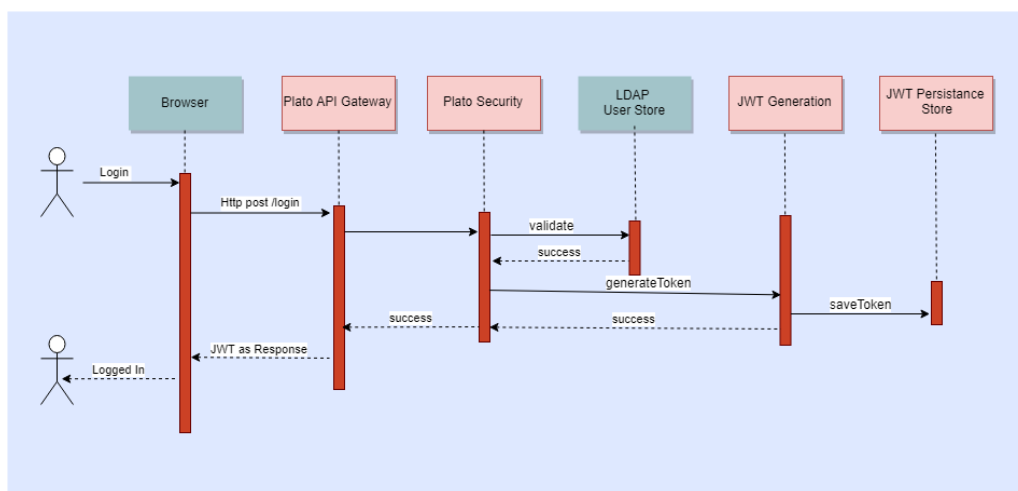 Browser
Plato API Gateway
Plato Security
LDAP
User Store
JWT Generation
JWT Persistance
Store
Login
Http post /login
validate
success
generateToken
saveToken
success
success
JWT as Response
Logged In